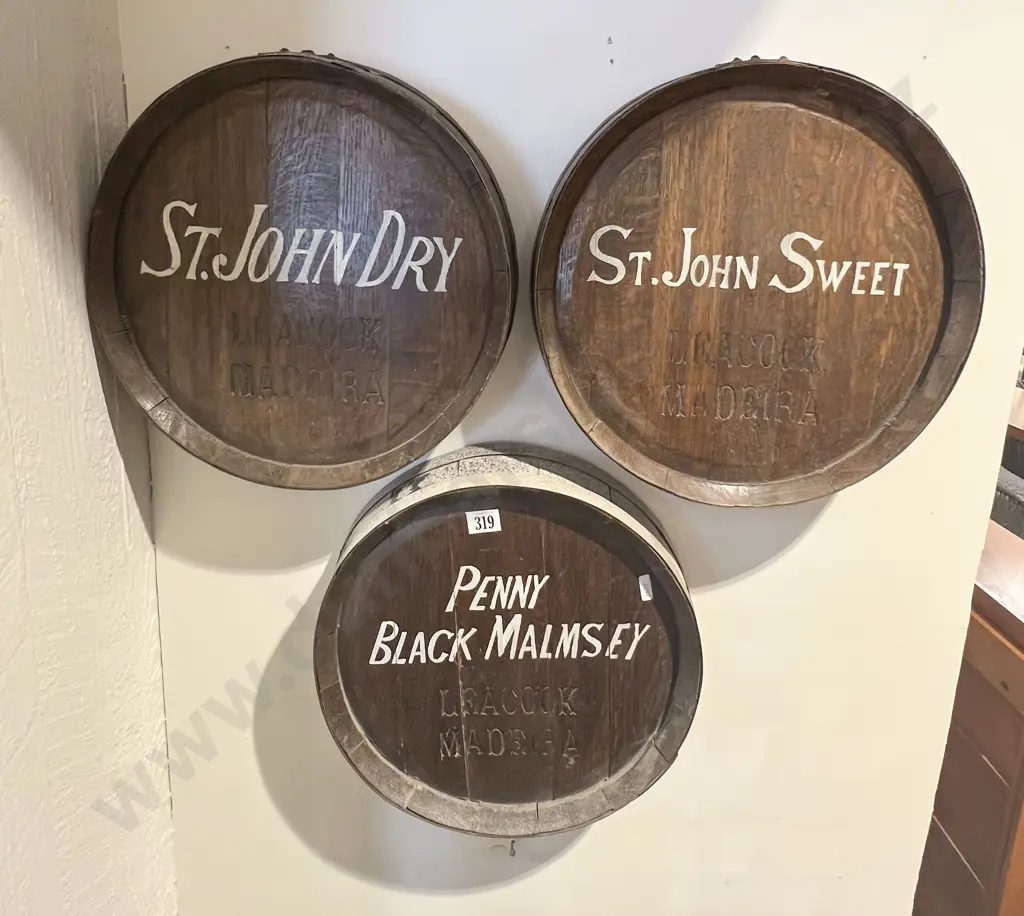 St. John Dry
LEACOCK
MADEIRA
St. John Sweet
LEACOCK
MADEIRA
319
Penny
Black Malmsey
LEACOCK
MADEIRA